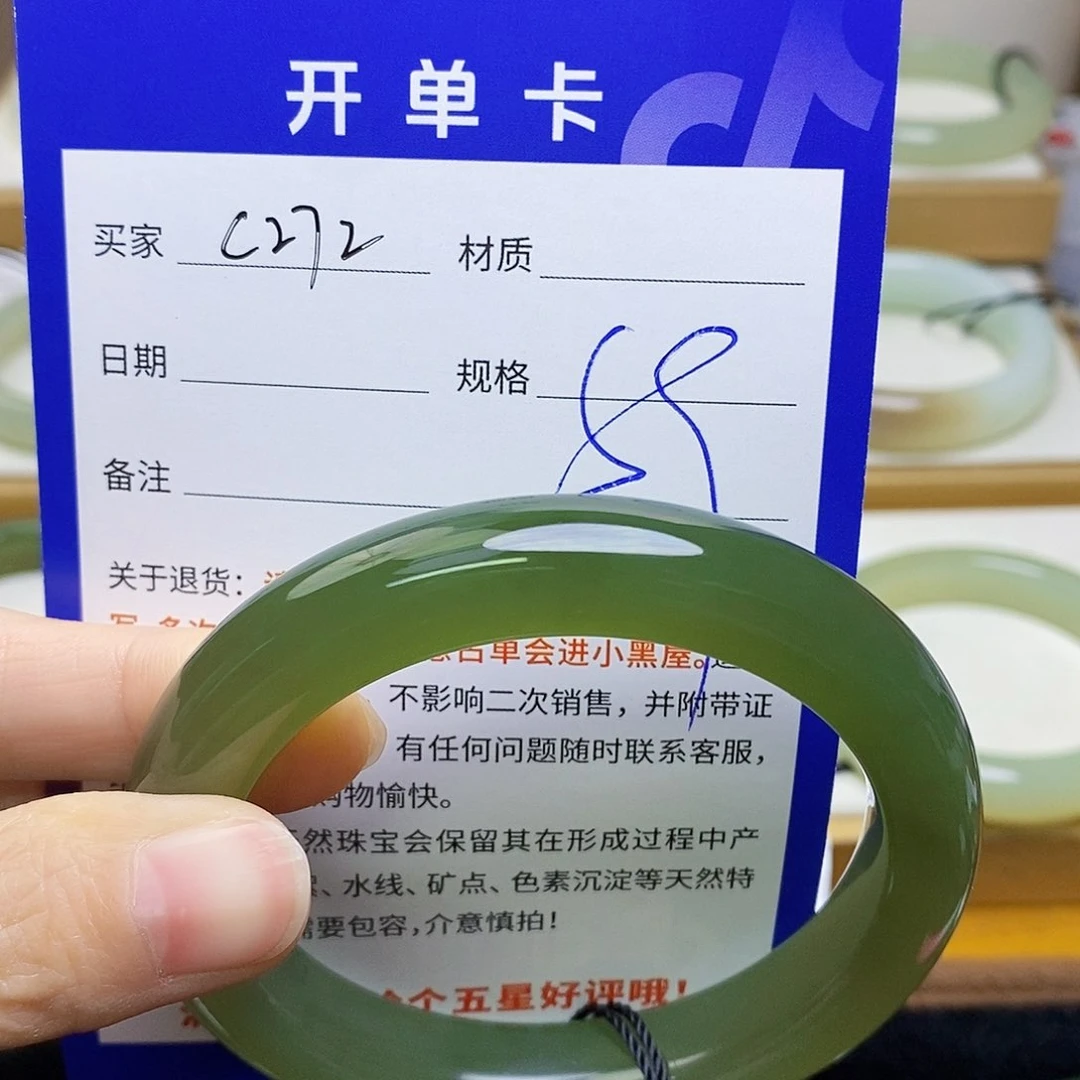 开单卡
买家 C272 材质
日期 规格 58
备注
关于退货:
多次
单会进小黑屋。
不影响二次销售，并附带证
有任何问题随时联系客服，
购物愉快。
然珠宝会保留其在形成过程中产
、水线、矿点、色素沉淀等天然特
需要包容,介意慎拍!
个五星好评哦!